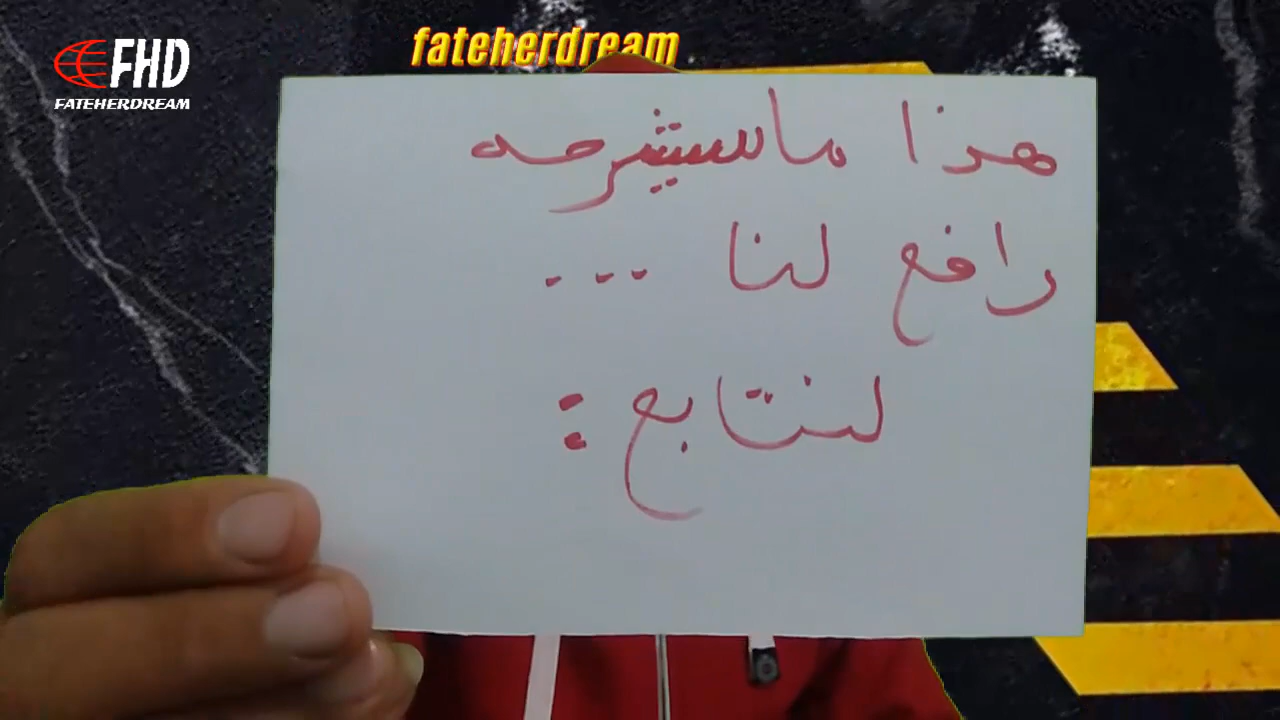 FHD
FATEHERDREAM
fateherdream
هذا ماسيشرحه
رافع لنا ...
لنتابع :